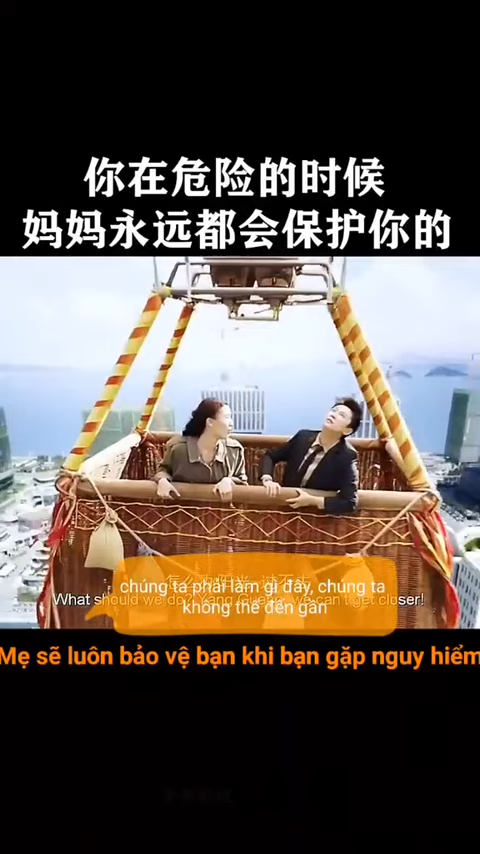 你在危险的时候
妈妈永远都会保护你的
chúng ta phải làm gì đây, chúng ta
không thể đến gần
What should we do? Yang Guang, we can't get closer!
Mẹ sẽ luôn bảo vệ bạn khi bạn gặp nguy hiểm